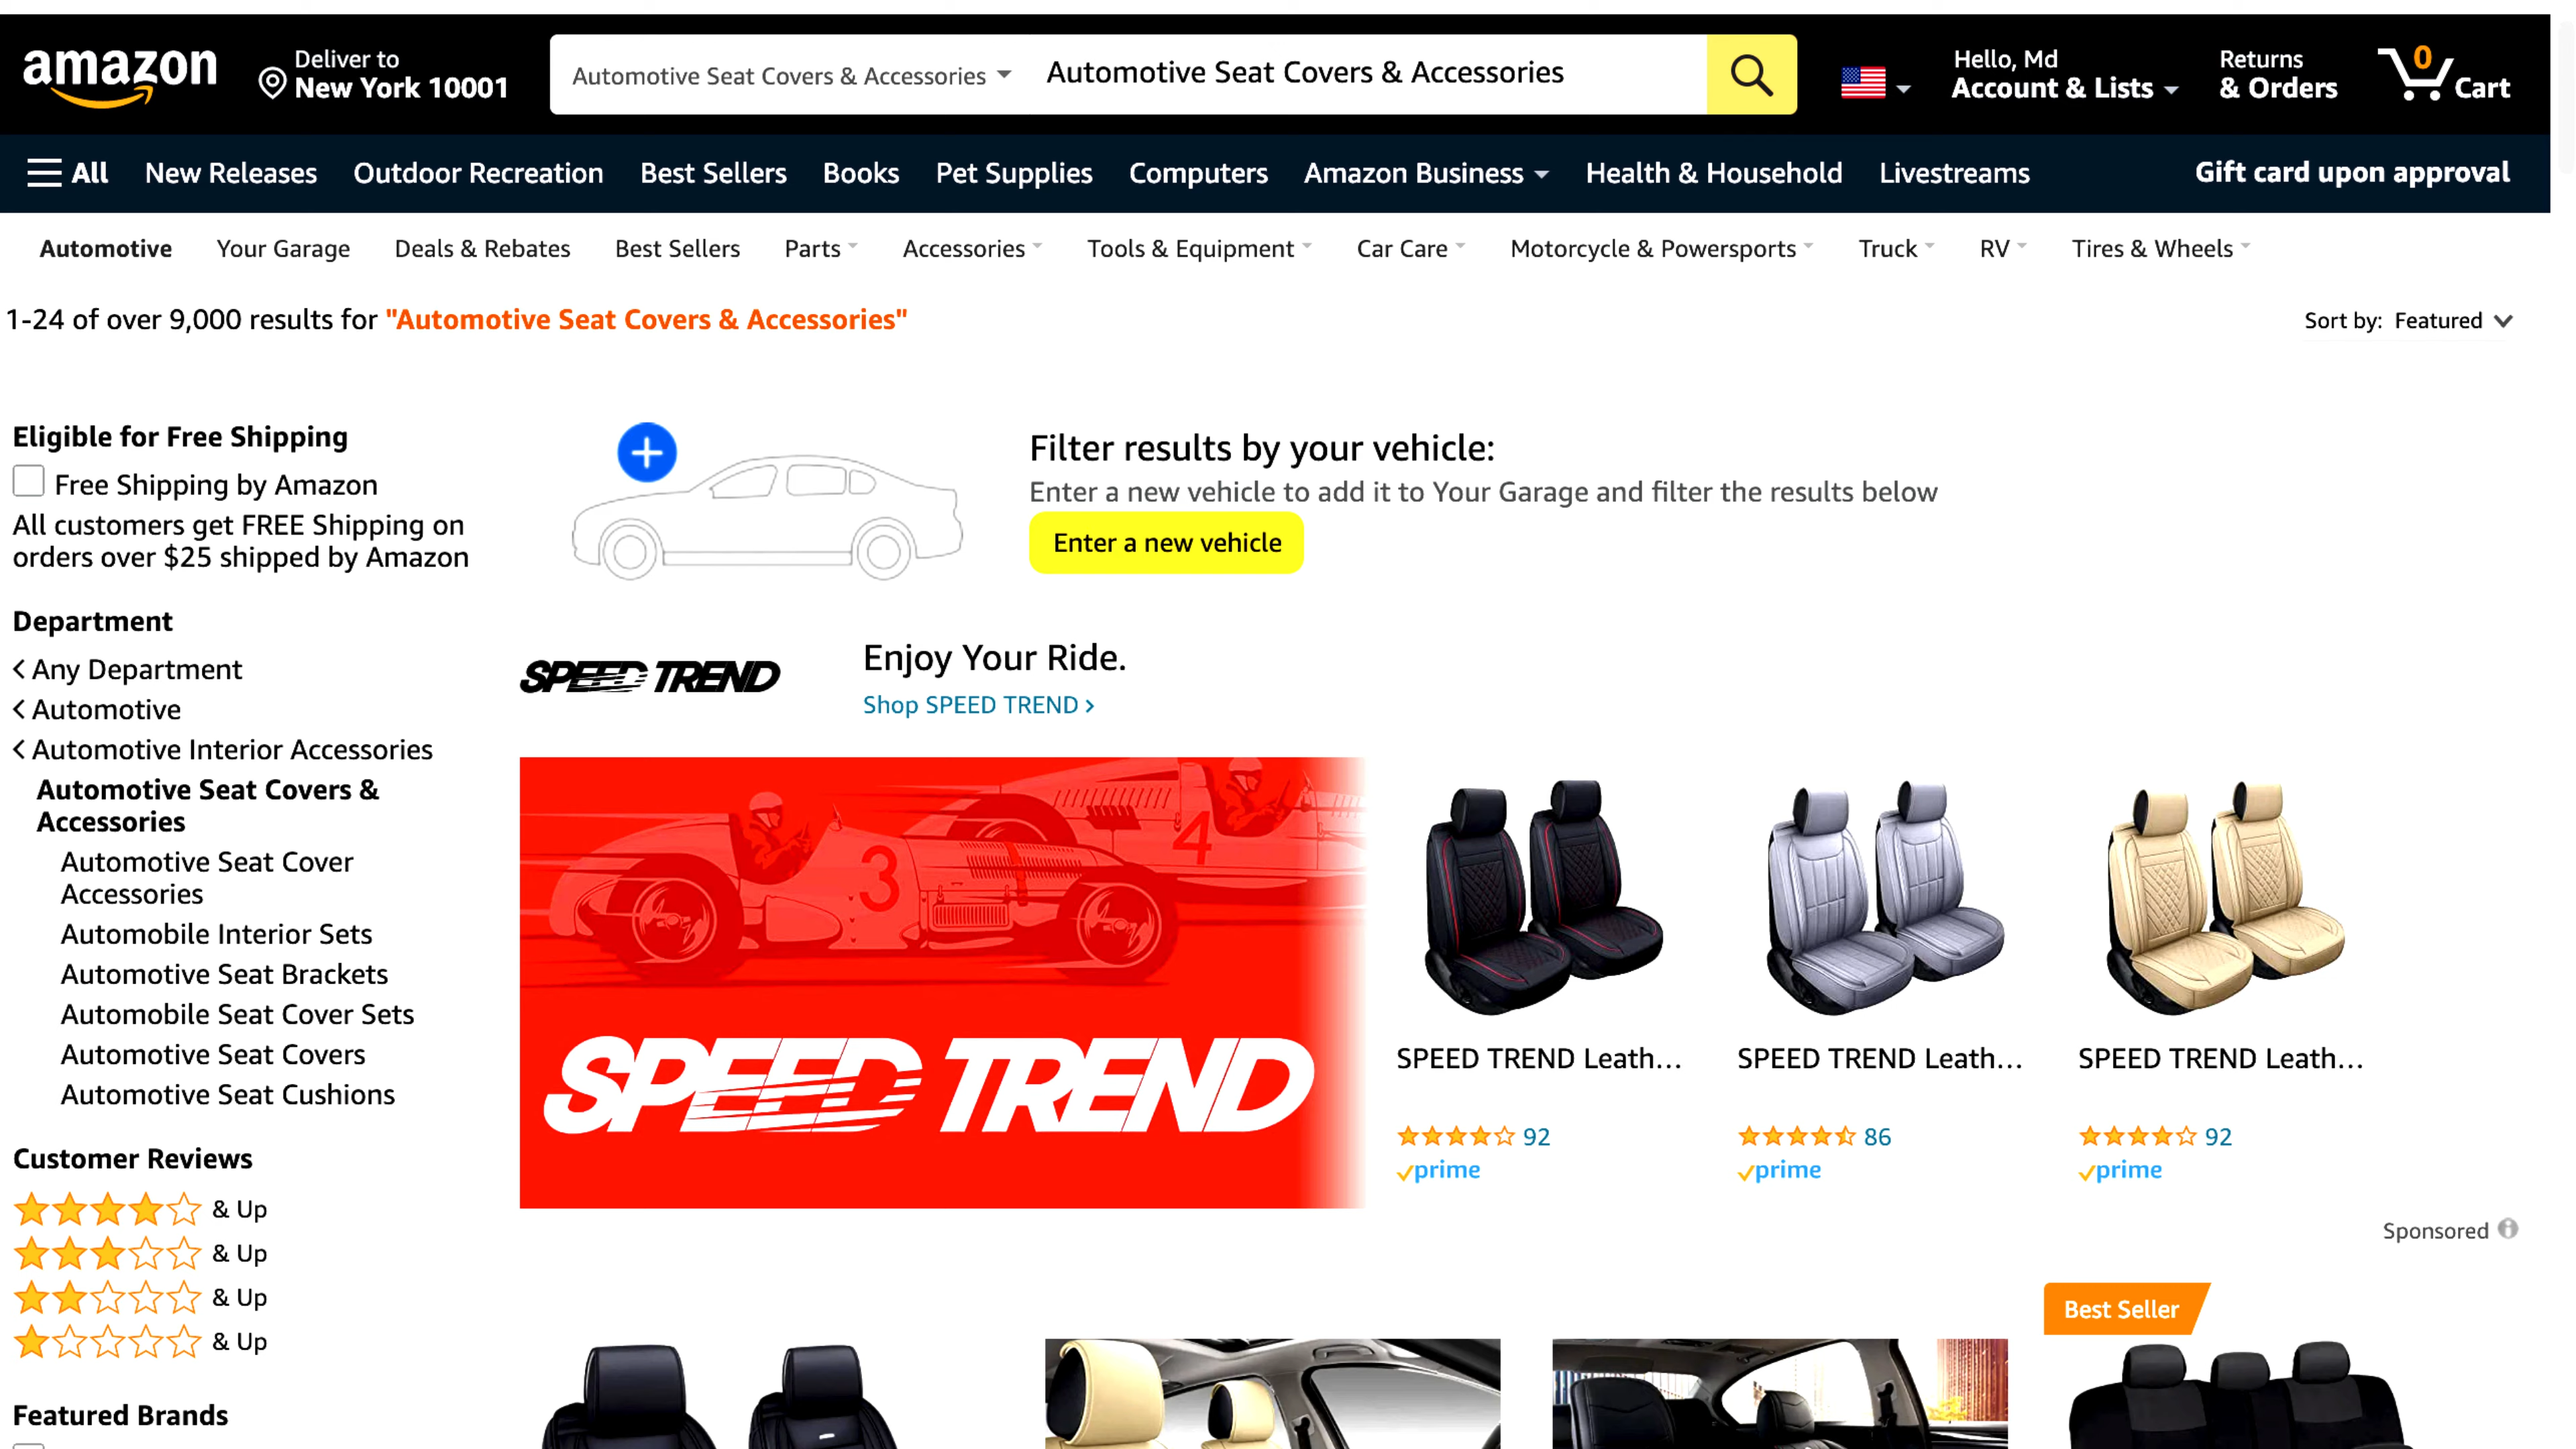 amazon
Deliver to
New York 10001
Automotive Seat Covers & Accessories
Automotive Seat Covers & Accessories
Hello, Md
Account & Lists
Returns
& Orders
0
Cart
All
New Releases
Outdoor Recreation
Best Sellers
Books
Pet Supplies
Computers
Amazon Business
Health & Household
Livestreams
Gift card upon approval
Automotive
Your Garage
Deals & Rebates
Best Sellers
Parts
Accessories
Tools & Equipment
Car Care
Motorcycle & Powersports
Truck
RV
Tires & Wheels
1-24 of over 9,000 results for "Automotive Seat Covers & Accessories"
Sort by: Featured
Eligible for Free Shipping
Free Shipping by Amazon
All customers get FREE Shipping on
orders over $25 shipped by Amazon
Department
Any Department
Automotive
Automotive Interior Accessories
Automotive Seat Covers &
Accessories
Automotive Seat Cover
Accessories
Automobile Interior Sets
Automotive Seat Brackets
Automobile Seat Cover Sets
Automotive Seat Covers
Automotive Seat Cushions
Customer Reviews
& Up
& Up
& Up
& Up
Featured Brands
Filter results by your vehicle:
Enter a new vehicle to add it to Your Garage and filter the results below
Enter a new vehicle
SPEED TREND
Enjoy Your Ride.
Shop SPEED TREND ›
3
4
SPEED TREND
SPEED TREND Leath...
92
prime
SPEED TREND Leath...
86
prime
SPEED TREND Leath...
92
prime
Sponsored
Best Seller